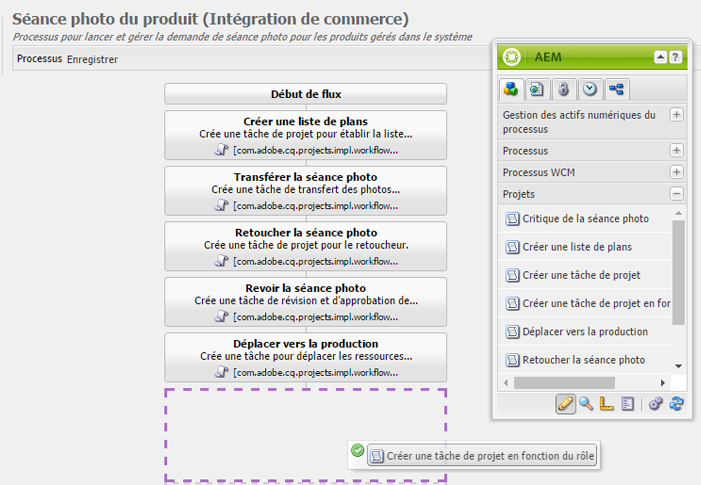 Séance photo du produit (Intégration de commerce)
Processus pour lancer et gérer la demande de séance photo pour les produits gérés dans le système
Processus Enregistrer
Début de flux
Créer une liste de plans
Crée une tâche de projet pour établir la liste...
[com.adobe.cq.projects.impl.workflow...
Transférer la séance photo
Crée une tâche de transfert des photos...
[com.adobe.cq.projects.impl.workflow...
Retoucher la séance photo
Crée une tâche de projet pour le retoucheur.
[com.adobe.cq.projects.impl.workflow...
Revoir la séance photo
Crée une tâche de révision et d'approbation de...
[com.adobe.cq.projects.impl.workflow...
Déplacer vers la production
Crée une tâche pour déplacer les ressources...
[com.adobe.cq.projects.impl.workflow...
Créer une tâche de projet en fonction du rôle
AEM
?
Gestion des actifs numériques du
processus
Processus
Processus WCM
Projets
Critique de la séance photo
Créer une liste de plans
Créer une tâche de projet
Créer une tâche de projet en for
Déplacer vers la production
Retoucher la séance photo